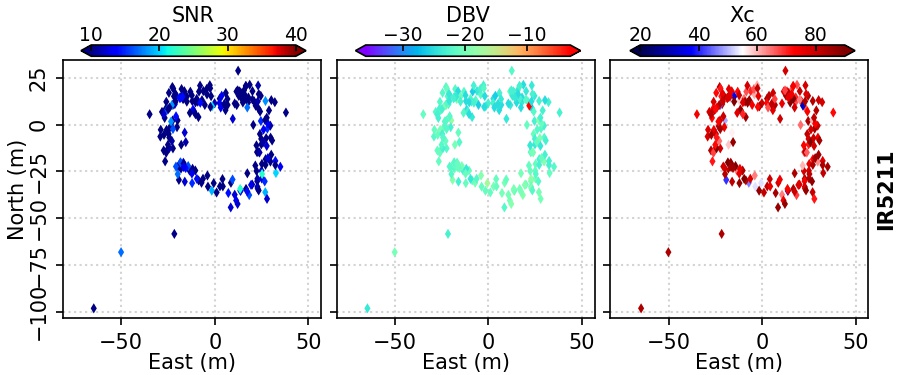 SNR DBV Xc
10 20 30 40 −30 −20 −10 20 40 60 80
25
0
−25
−50
−75
−100
North (m)
IR5211
−50 0 50 −50 0 50 −50 0 50
East (m) East (m) East (m)